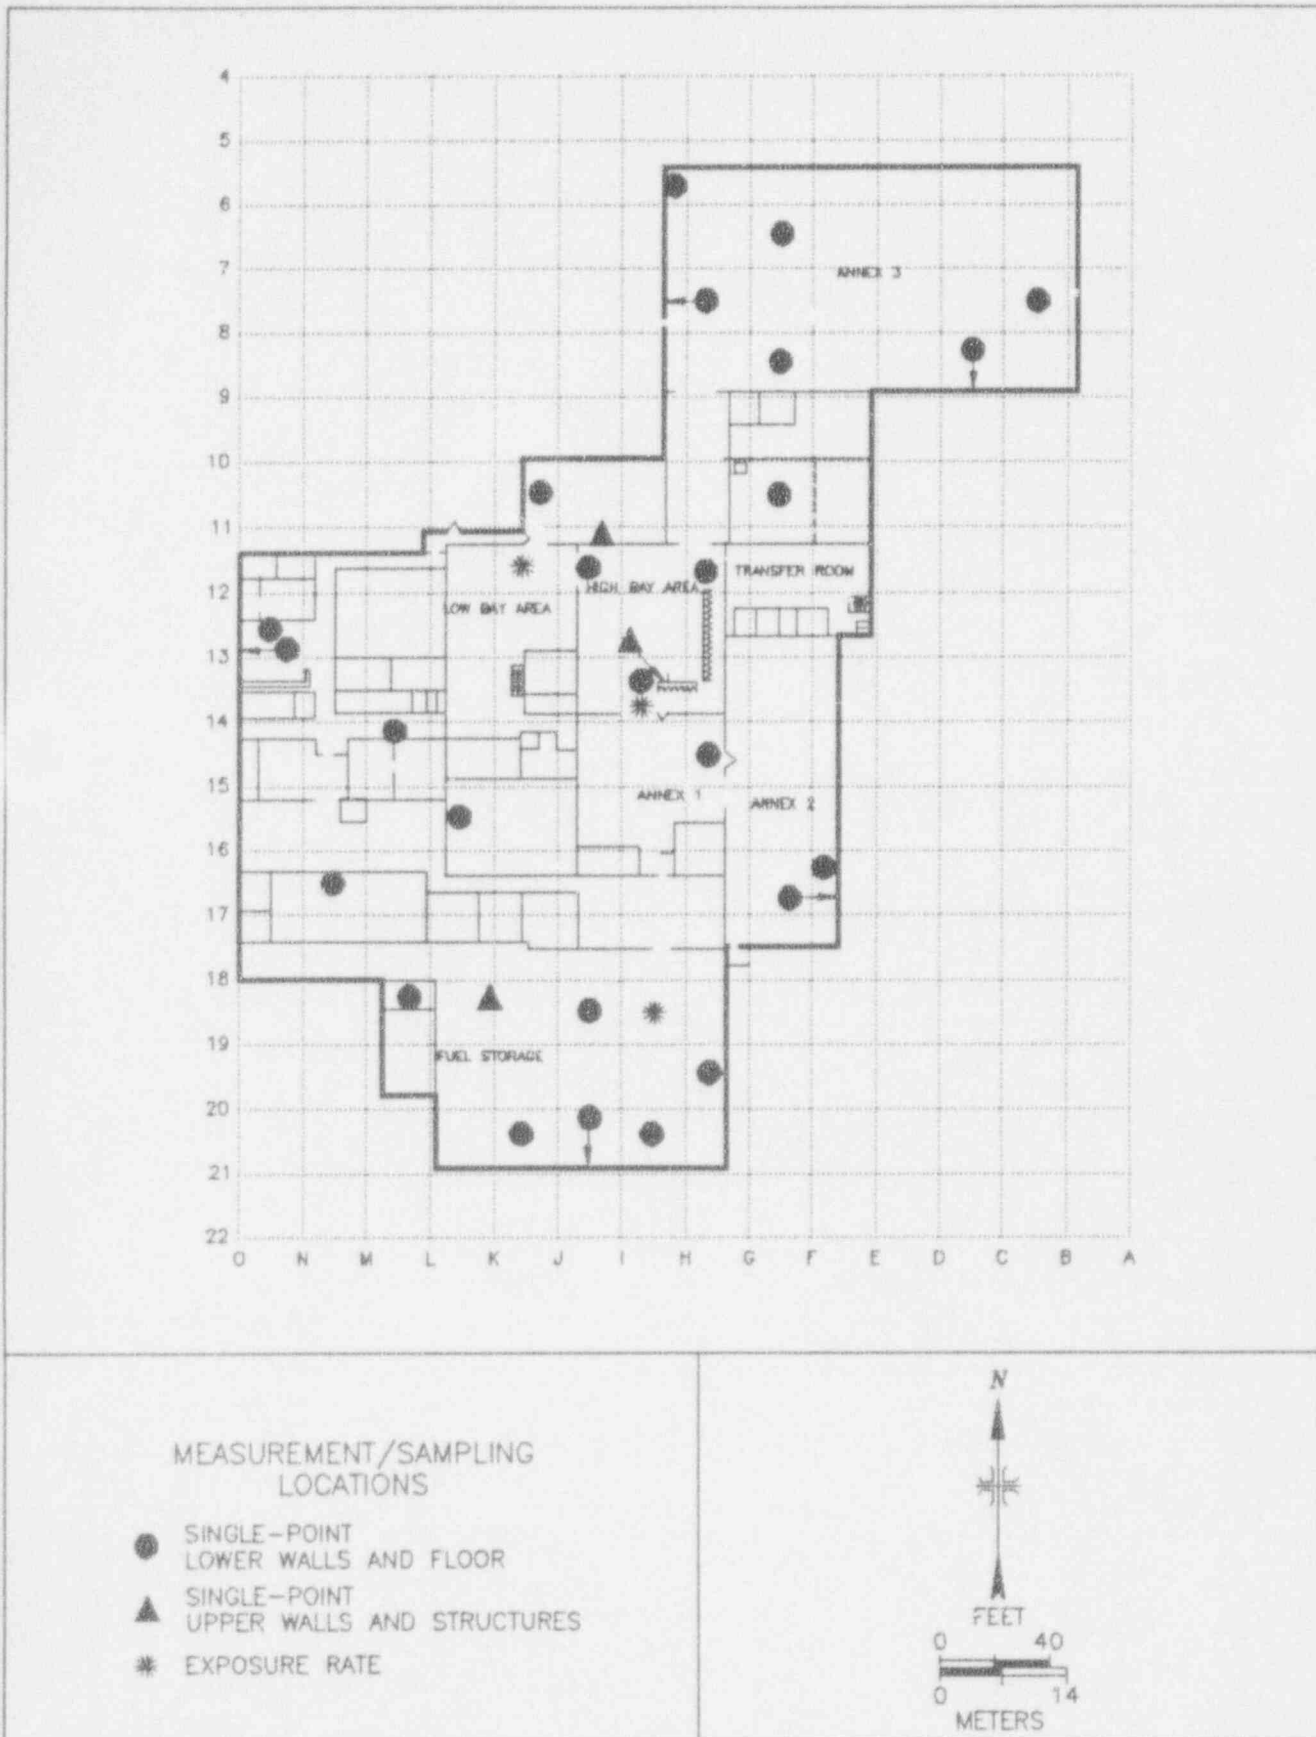 4
5
6
7
ANNEX 3
8
9
10
11
TRANSFER ROOM
HIGH BAY AREA
12
LOW BAY AREA
13
14
15
ANNEX 1
ANNEX 2
16
17
18
19
FUEL STORAGE
20
21
22
O N M L K J I H G F E D C B A
MEASUREMENT/SAMPLING
LOCATIONS
SINGLE-POINT
LOWER WALLS AND FLOOR
SINGLE-POINT
UPPER WALLS AND STRUCTURES
EXPOSURE RATE
N
FEET
0 40
0 14
METERS